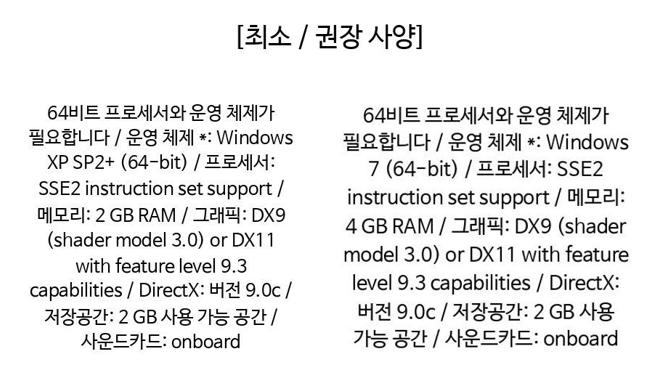 [최소 / 권장 사양]
64비트 프로세서와 운영 체제가
필요합니다 / 운영 체제 *: Windows
XP SP2+ (64-bit) / 프로세서:
SSE2 instruction set support /
메모리: 2 GB RAM / 그래픽: DX9
(shader model 3.0) or DX11
with feature level 9.3
capabilities / DirectX: 버전 9.0c /
저장공간: 2 GB 사용 가능 공간 /
사운드카드: onboard
64비트 프로세서와 운영 체제가
필요합니다 / 운영 체제 *: Windows
7 (64-bit) / 프로세서: SSE2
instruction set support / 메모리:
4 GB RAM / 그래픽: DX9 (shader
model 3.0) or DX11 with feature
level 9.3 capabilities / DirectX:
버전 9.0c / 저장공간: 2 GB 사용
가능 공간 / 사운드카드: onboard